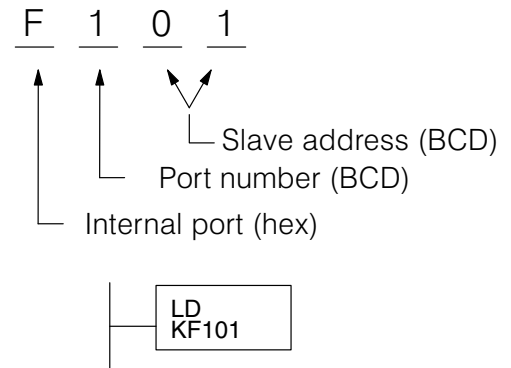 F 1 0 1
Slave address (BCD)
Port number (BCD)
Internal port (hex)
LD
KF101